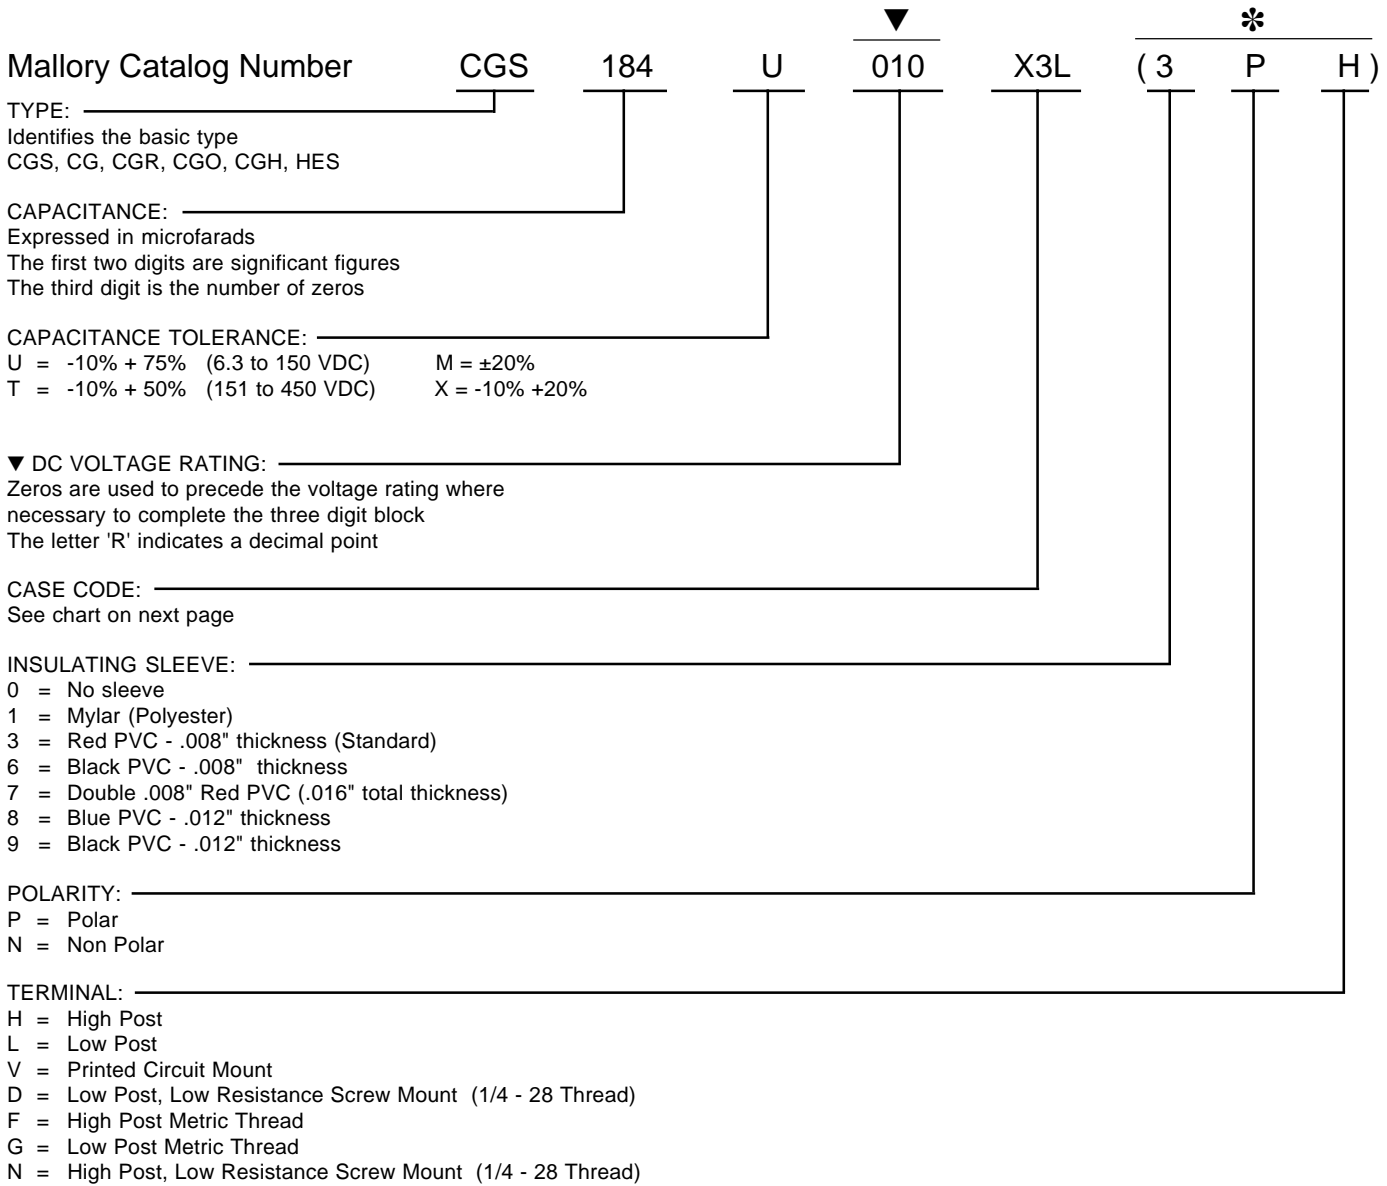 ▼ ✽
Mallory Catalog Number CGS 184 U 010 X3L ( 3 P H )
TYPE:
Identifies the basic type
CGS, CG, CGR, CGO, CGH, HES
CAPACITANCE:
Expressed in microfarads
The first two digits are significant figures
The third digit is the number of zeros
CAPACITANCE TOLERANCE:
U = -10% + 75% (6.3 to 150 VDC) M = ±20%
T = -10% + 50% (151 to 450 VDC) X = -10% +20%
▼ DC VOLTAGE RATING:
Zeros are used to precede the voltage rating where
necessary to complete the three digit block
The letter 'R' indicates a decimal point
CASE CODE:
See chart on next page
INSULATING SLEEVE:
0 = No sleeve
1 = Mylar (Polyester)
3 = Red PVC - .008" thickness (Standard)
6 = Black PVC - .008" thickness
7 = Double .008" Red PVC (.016" total thickness)
8 = Blue PVC - .012" thickness
9 = Black PVC - .012" thickness
POLARITY:
P = Polar
N = Non Polar
TERMINAL:
H = High Post
L = Low Post
V = Printed Circuit Mount
D = Low Post, Low Resistance Screw Mount (1/4 - 28 Thread)
F = High Post Metric Thread
G = Low Post Metric Thread
N = High Post, Low Resistance Screw Mount (1/4 - 28 Thread)